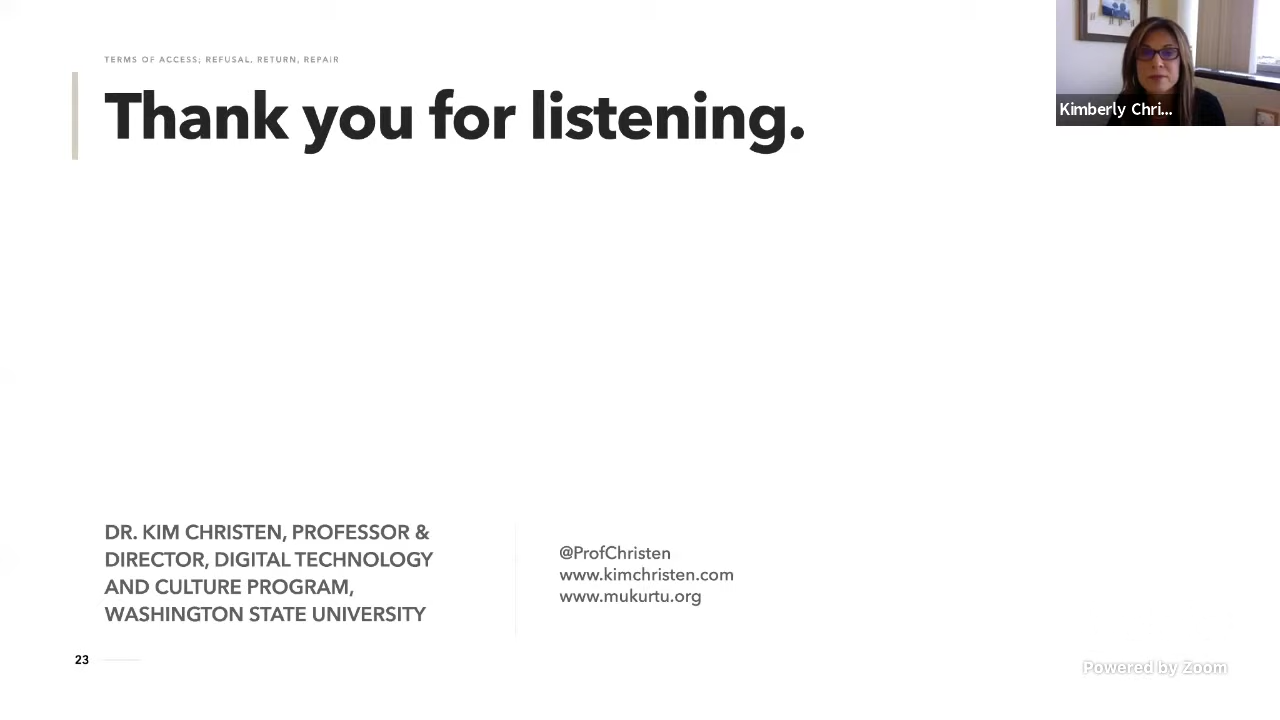 TERMS OF ACCESS; REFUSAL, RETURN, REPAIR
Thank you for listening.
Kimberly Chri...
DR. KIM CHRISTEN, PROFESSOR &
DIRECTOR, DIGITAL TECHNOLOGY
AND CULTURE PROGRAM,
WASHINGTON STATE UNIVERSITY
@ProfChristen
www.kimchristen.com
www.mukurtu.org
23
Powered by Zoom